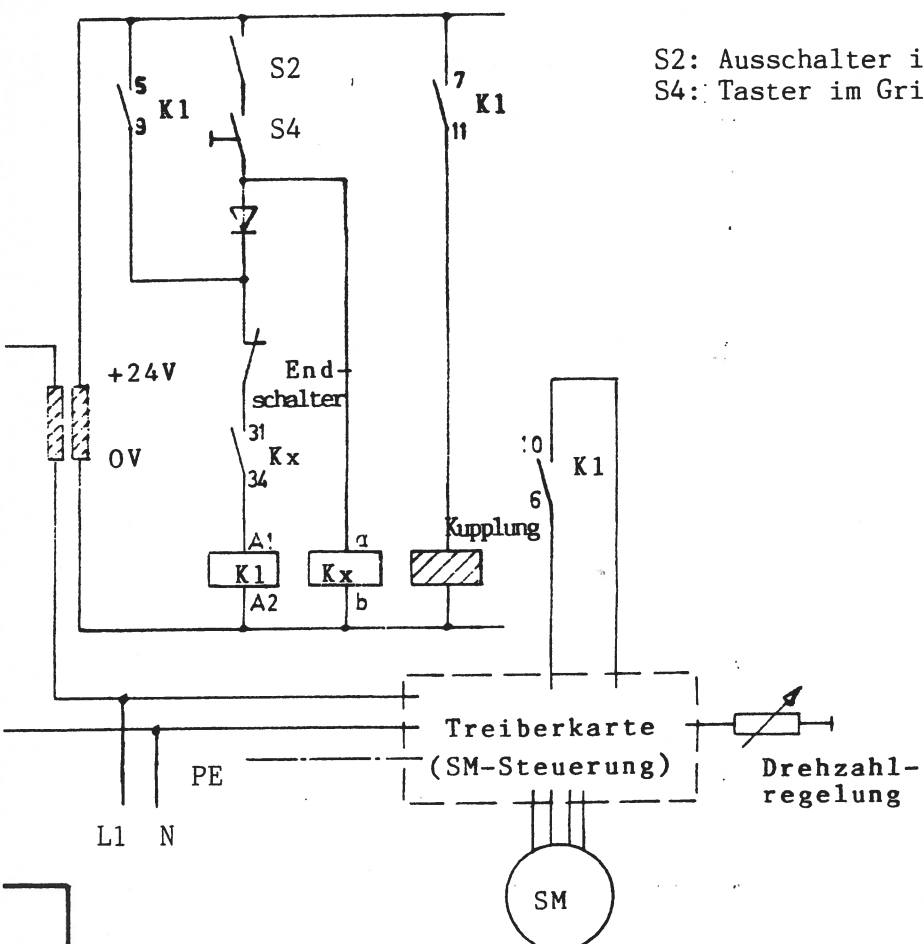 S2
S2: Ausschalter i
S4: Taster im Gri
5
K1
9
S4
7
K1
11
+24V
0V
End-
schalter
31
Kx
34
10
K1
6
Kupplung
A1
K1
A2
a
Kx
b
Treiberkarte
(SM-Steuerung)
PE
L1
N
Drehzahl-
regelung
SM